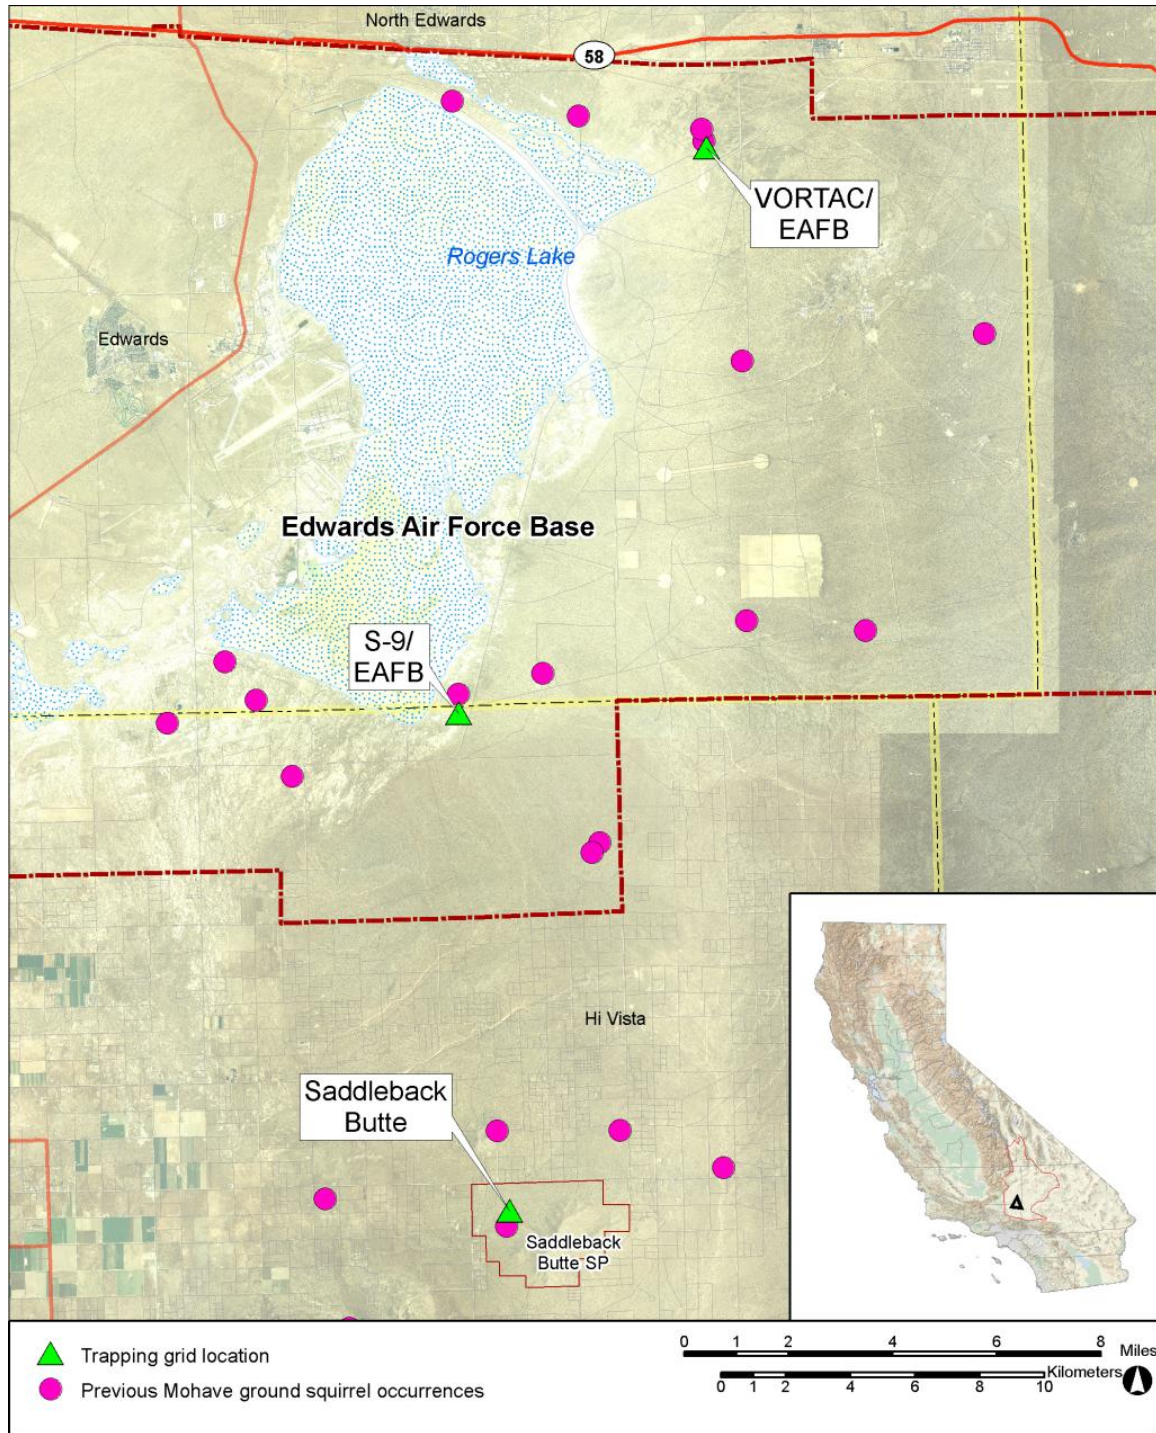 North Edwards
58
VORTAC/
EAFB
Rogers Lake
Edwards
Edwards Air Force Base
S-9/
EAFB
Hi Vista
Saddleback
Butte
Saddleback
Butte SP
Trapping grid location
Previous Mohave ground squirrel occurrences
0 1 2 4 6 8
Miles
Kilometers
0 1 2 4 6 8 10